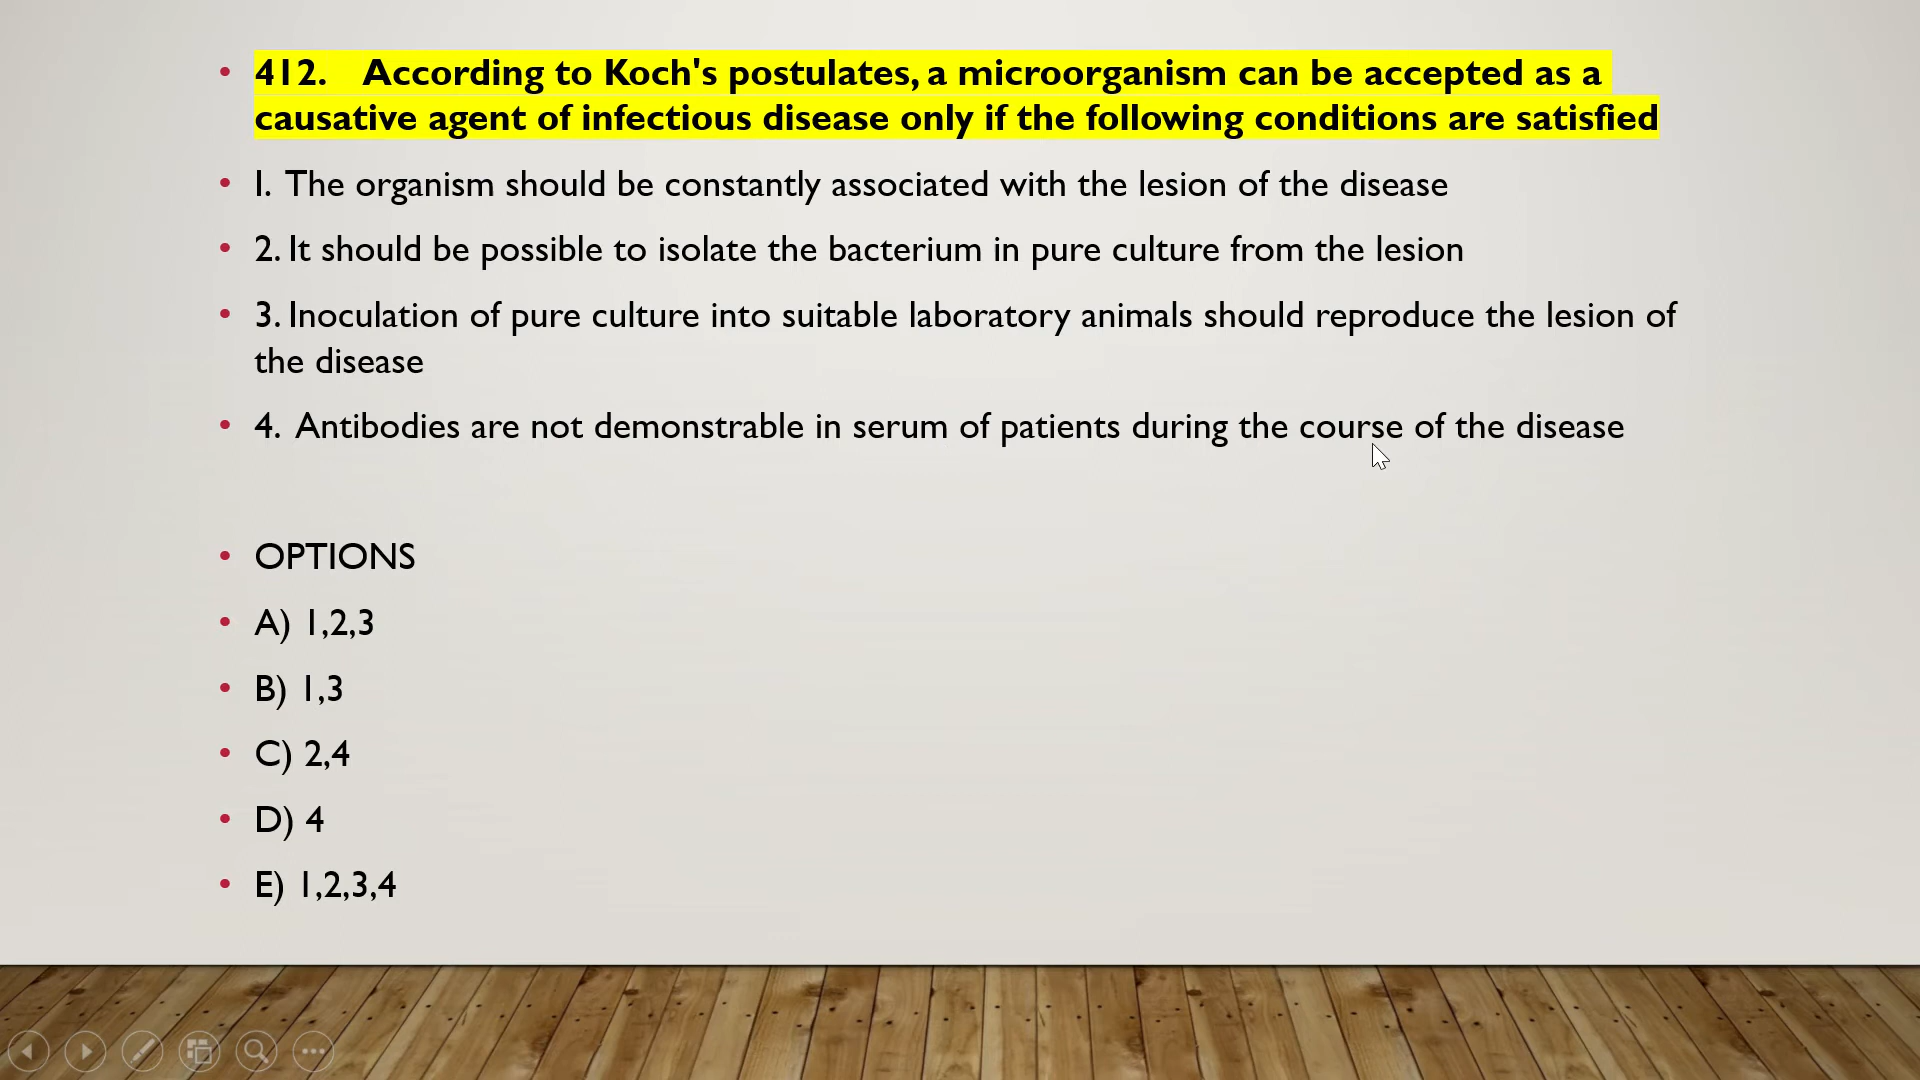 • 412. According to Koch's postulates, a microorganism can be accepted as a
causative agent of infectious disease only if the following conditions are satisfied
• 1. The organism should be constantly associated with the lesion of the disease
• 2. It should be possible to isolate the bacterium in pure culture from the lesion
• 3. Inoculation of pure culture into suitable laboratory animals should reproduce the lesion of
the disease
• 4. Antibodies are not demonstrable in serum of patients during the course of the disease
• OPTIONS
• A) 1,2,3
• B) 1,3
• C) 2,4
• D) 4
• E) 1,2,3,4